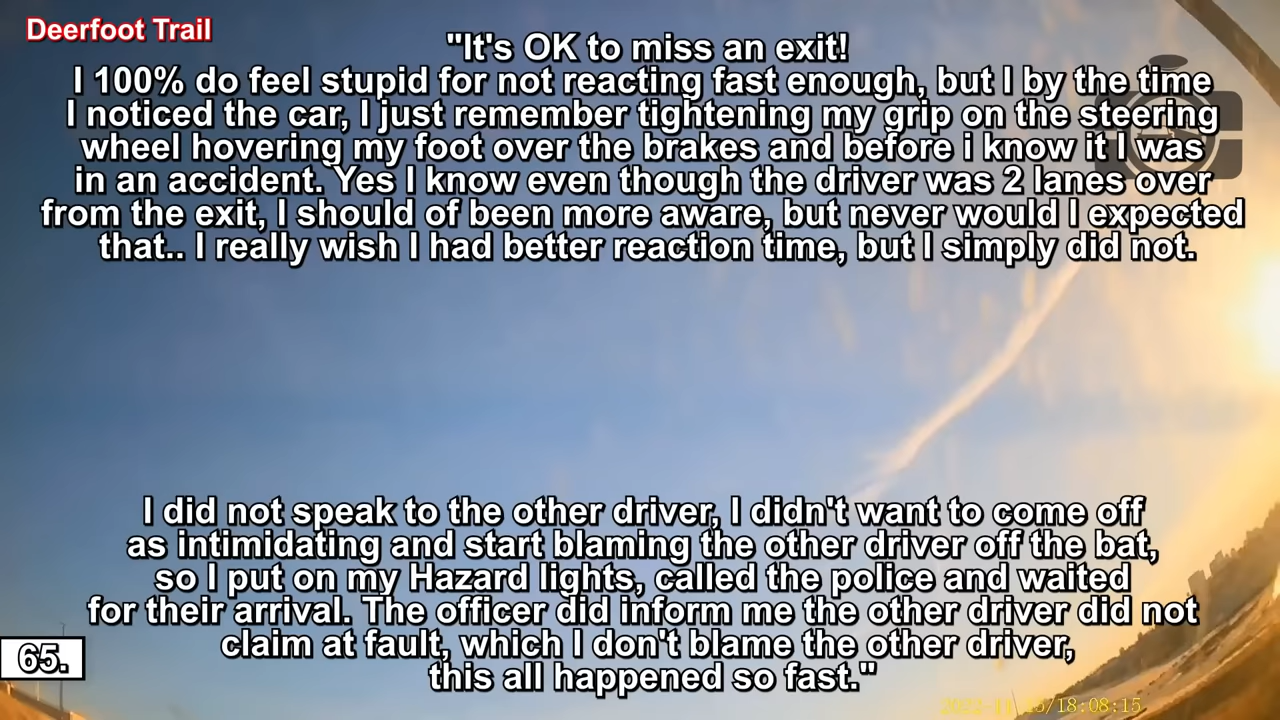 Deerfoot Trail
"It's OK to miss an exit!
I 100% do feel stupid for not reacting fast enough, but I by the time
I noticed the car, I just remember tightening my grip on the steering
wheel hovering my foot over the brakes and before i know it I was
in an accident. Yes I know even though the driver was 2 lanes over
from the exit, I should of been more aware, but never would I expected
that.. I really wish I had better reaction time, but I simply did not.
I did not speak to the other driver, I didn't want to come off
as intimidating and start blaming the other driver off the bat,
so I put on my Hazard lights, called the police and waited
for their arrival. The officer did inform me the other driver did not
claim at fault, which I don't blame the other driver,
this all happened so fast."
65.
18:08:15